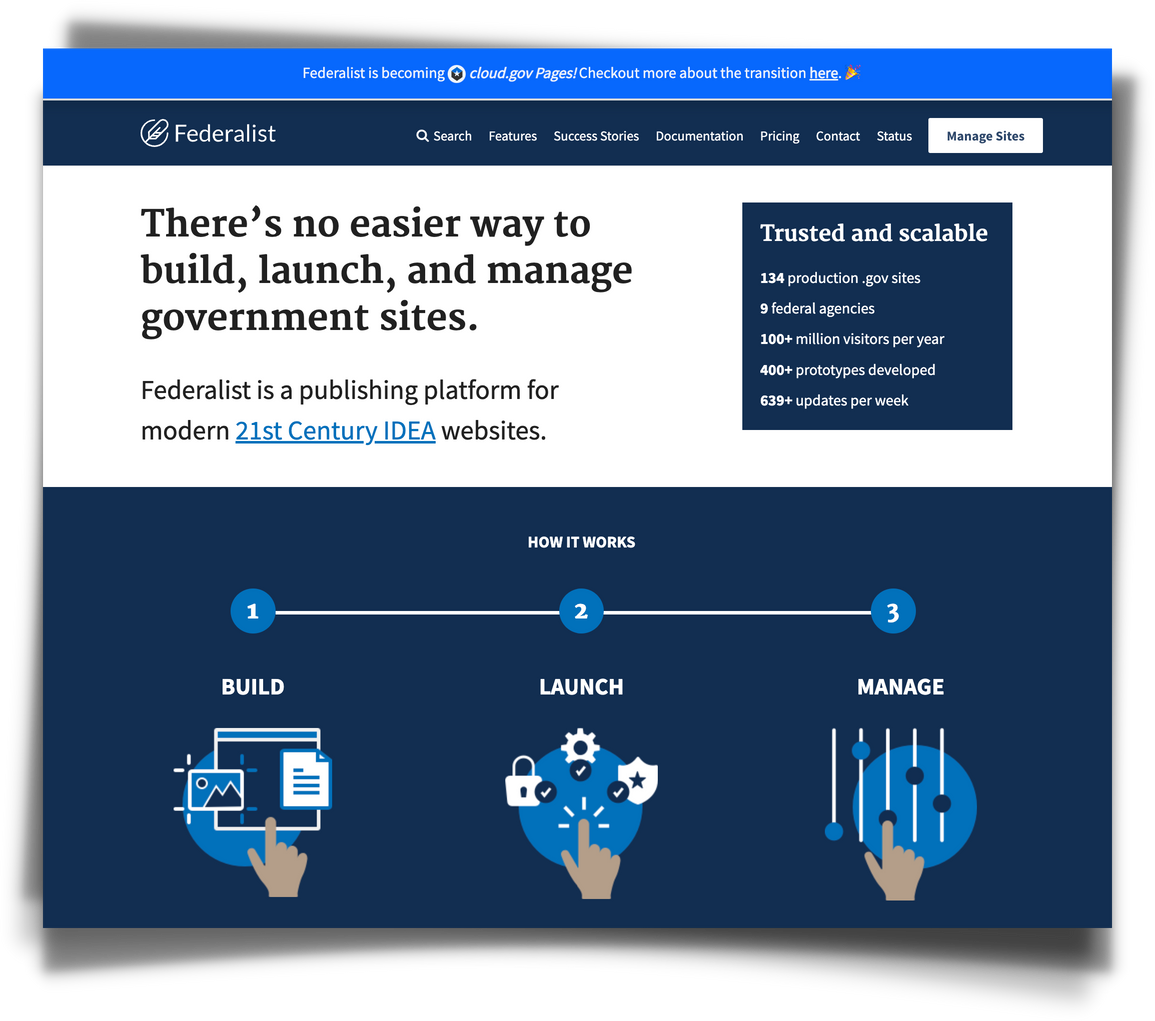 Federalist is becoming cloud.gov Pages! Checkout more about the transition here. 🎉
Federalist
Search Features Success Stories Documentation Pricing Contact Status Manage Sites
There’s no easier way to
build, launch, and manage
government sites.
Federalist is a publishing platform for
modern 21st Century IDEA websites.
Trusted and scalable
134 production .gov sites
9 federal agencies
100+ million visitors per year
400+ prototypes developed
639+ updates per week
HOW IT WORKS
1 2 3
BUILD LAUNCH MANAGE